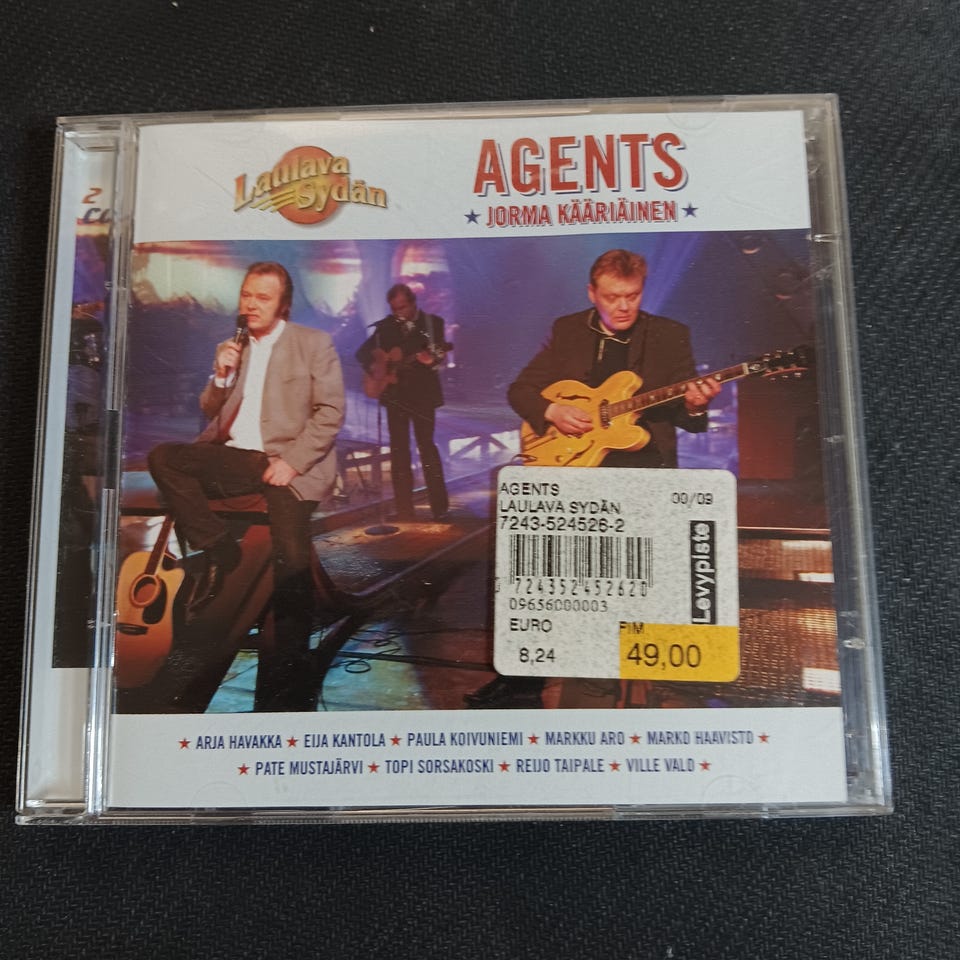 2
CD
Laulava
Sydän
AGENTS
★ JORMA KÄÄRIÄINEN ★
AGENTS
LAULAVA SYDÄN
00/09
7243-524526-2
724352452620
09656000003
Levypiste
EURO
FIM
8,24
49,00
★ ARJA HAVAKKA ★ EIJA KANTOLA ★ PAULA KOIVUNIEMI ★ MARKKU ARO ★ MARKO HAAVISTO ★
★ PATE MUSTAJÄRVI ★ TOPI SORSAKOSKI ★ REIJO TAIPALE ★ VILLE VALO ★